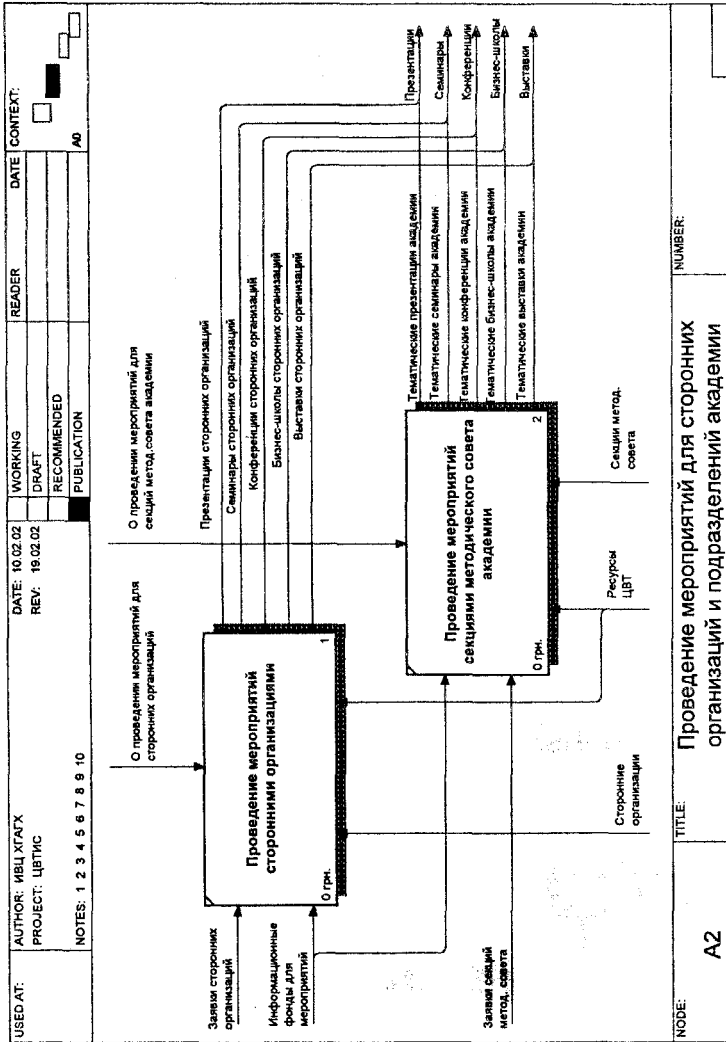 USED AT:
AUTHOR: ИВЦ ХГАГХ
PROJECT: ЦВТИС
NOTES: 1 2 3 4 5 6 7 8 9 10
DATE: 10.02.02
REV: 19.02.02
WORKING
DRAFT
RECOMMENDED
PUBLICATION
READER
DATE
CONTEXT:
A0
О проведении мероприятий для
сторонних организаций
О проведении мероприятий для
секций метод.совета академии
Заявки сторонних
организаций
Информационные
фонды для
мероприятий
Проведение мероприятий
сторонними организациями
0 грн.
1
Презентации сторонних организаций
Семинары сторонних организаций
Конференции сторонних организаций
Бизнес-школы сторонних организаций
Выставки сторонних организаций
Заявки секций
метод. совета
Проведение мероприятий
секциями методического совета
академии
0 грн.
2
Тематические презентации академии
Тематические семинары академии
Тематические конференции академии
Тематические бизнес-школы академии
Тематические выставки академии
Презентации
Семинары
Конференции
Бизнес-школы
Выставки
Сторонние
организации
Ресурсы
ЦВТ
Секции метод.
совета
NODE:
A2
TITLE:
Проведение мероприятий для сторонних
организаций и подразделений академии
NUMBER: